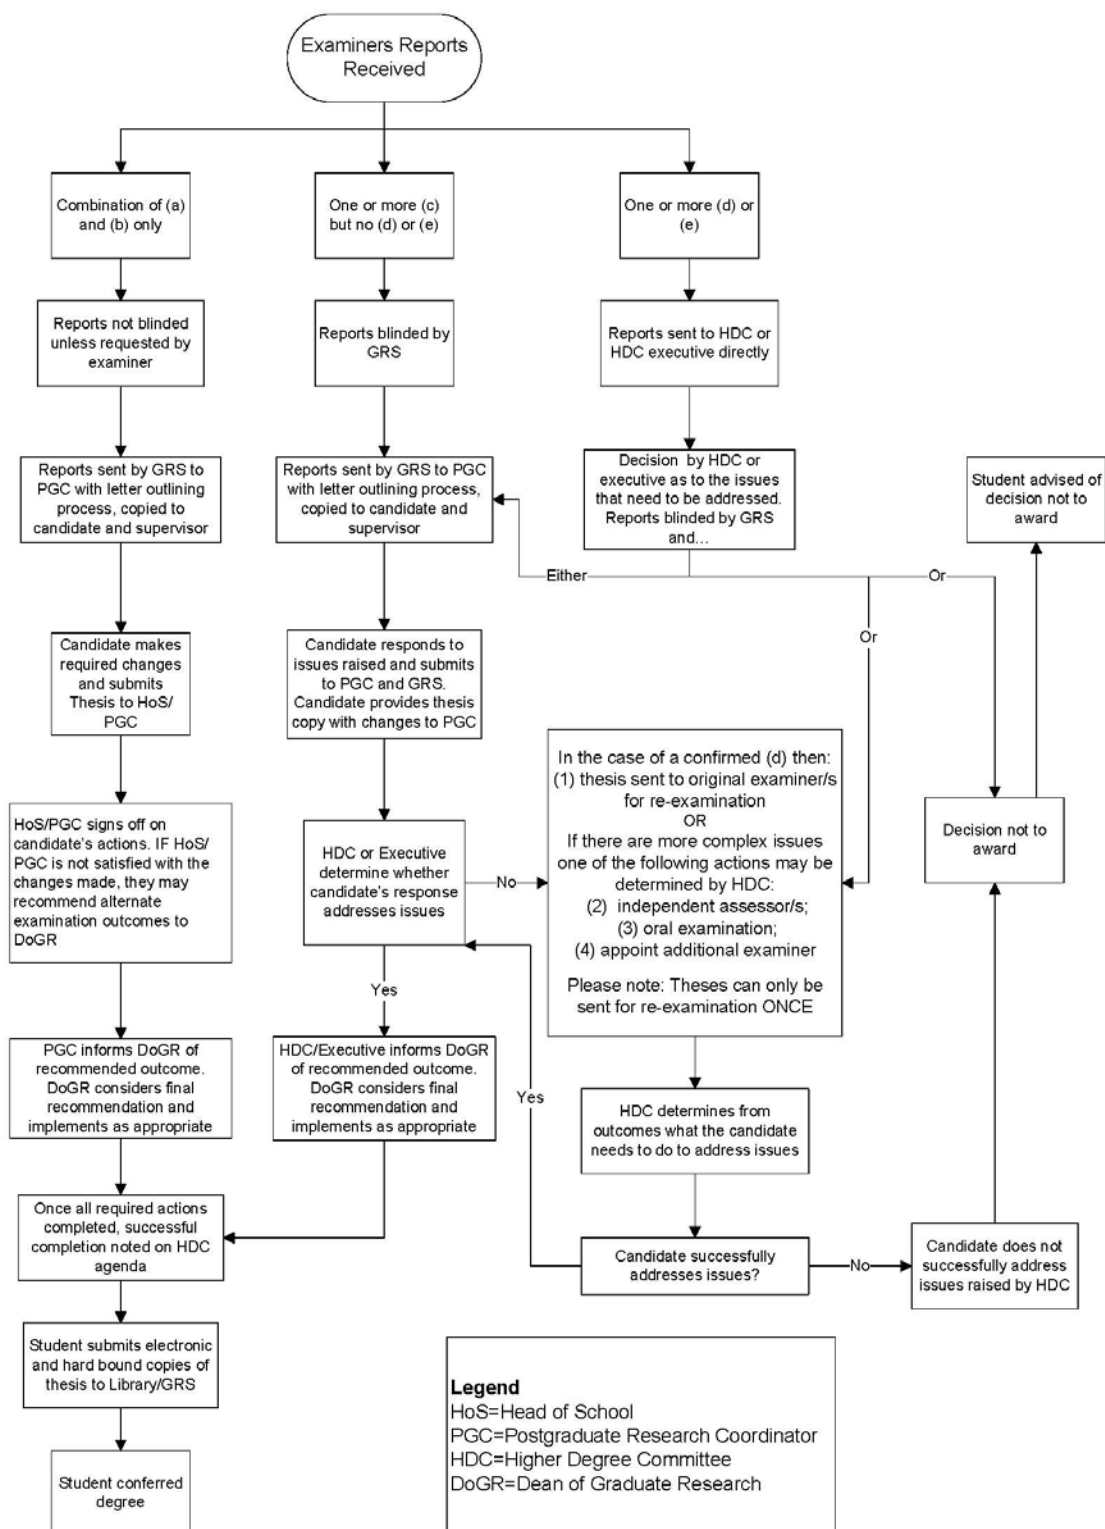 Examiners Reports
Received
Combination of (a)
and (b) only
One or more (c)
but no (d) or (e)
One or more (d) or
(e)
Reports not blinded
unless requested by
examiner
Reports blinded by
GRS
Reports sent to HDC or
HDC executive directly
Reports sent by GRS to
PGC with letter outlining
process, copied to
candidate and supervisor
Reports sent by GRS to PGC
with letter outlining process,
copied to candidate and
supervisor
Decision by HDC or
executive as to the issues
that need to be addressed.
Reports blinded by GRS
and...
Student advised of
decision not to
award
Either
Or
Or
Candidate makes
required changes
and submits
Thesis to HoS/
PGC
Candidate responds to
issues raised and submits
to PGC and GRS.
Candidate provides thesis
copy with changes to PGC
In the case of a confirmed (d) then:
(1) thesis sent to original examiner/s
for re-examination
OR
If there are more complex issues
one of the following actions may be
determined by HDC:
(2) independent assessor/s;
(3) oral examination;
(4) appoint additional examiner
Please note: Theses can only be
sent for re-examination ONCE
Decision not to
award
HoS/PGC signs off on
candidate's actions. IF HoS/
PGC is not satisfied with the
changes made, they may
recommend alternate
examination outcomes to
DoGR
HDC or Executive
determine whether
candidate's response
addresses issues
No
Yes
PGC informs DoGR of
recommended outcome.
DoGR considers final
recommendation and
implements as appropriate
HDC/Executive informs DoGR
of recommended outcome.
DoGR considers final
recommendation and
implements as appropriate
Yes
HDC determines from
outcomes what the candidate
needs to do to address issues
Once all required actions
completed, successful
completion noted on HDC
agenda
Candidate successfully
addresses issues?
No
Candidate does not
successfully address
issues raised by HDC
Student submits electronic
and hard bound copies of
thesis to Library/GRS
Student conferred
degree
Legend
HoS=Head of School
PGC=Postgraduate Research Coordinator
HDC=Higher Degree Committee
DoGR=Dean of Graduate Research